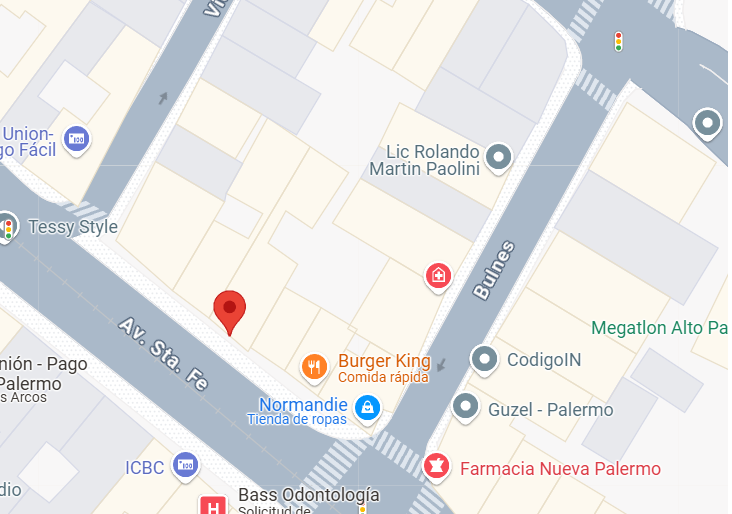 Union-
go Fácil
Lic Rolando
Martin Paolini
Tessy Style
Bulnes
Megatlon Alto Pa
Av. Sta. Fe
nión - Pago
Palermo
s Arcos
Burger King
Comida rápida
CodigoIN
Normandie
Tienda de ropas
Guzel - Palermo
ICBC
Farmacia Nueva Palermo
Bass Odontología
Solicitud de
dio
H